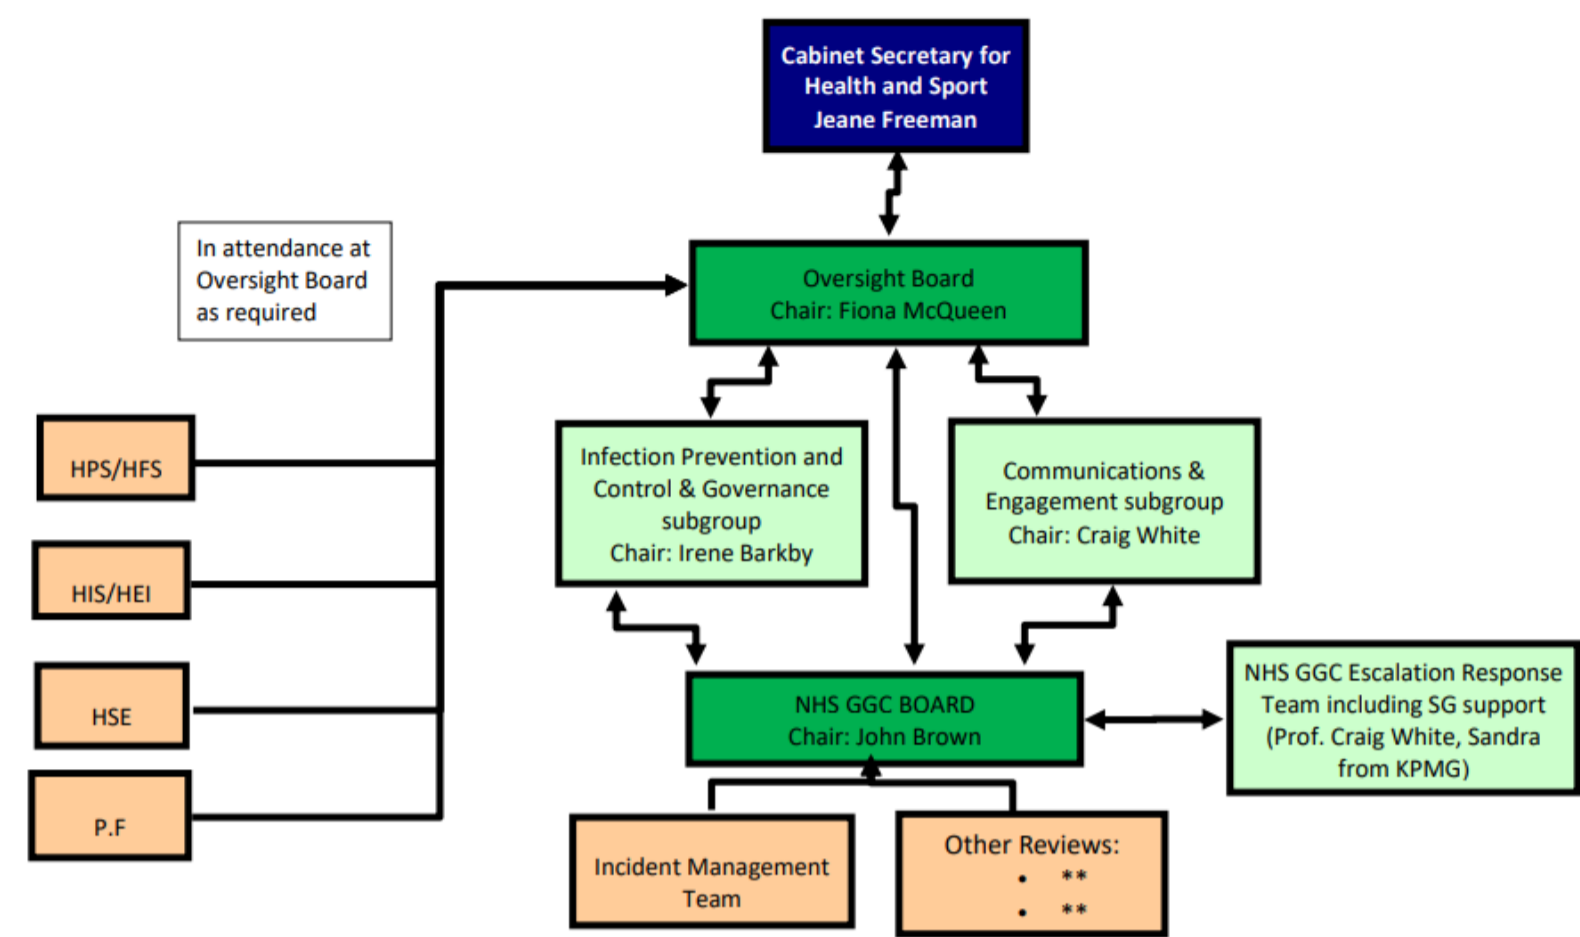 Cabinet Secretary for
Health and Sport
Jeane Freeman
In attendance at
Oversight Board
as required
Oversight Board
Chair: Fiona McQueen
HPS/HFS
HIS/HEI
HSE
P.F
Infection Prevention and
Control & Governance
subgroup
Chair: Irene Barkby
Communications &
Engagement subgroup
Chair: Craig White
NHS GGC BOARD
Chair: John Brown
NHS GGC Escalation Response
Team including SG support
(Prof. Craig White, Sandra
from KPMG)
Incident Management
Team
Other Reviews:
• **
• **